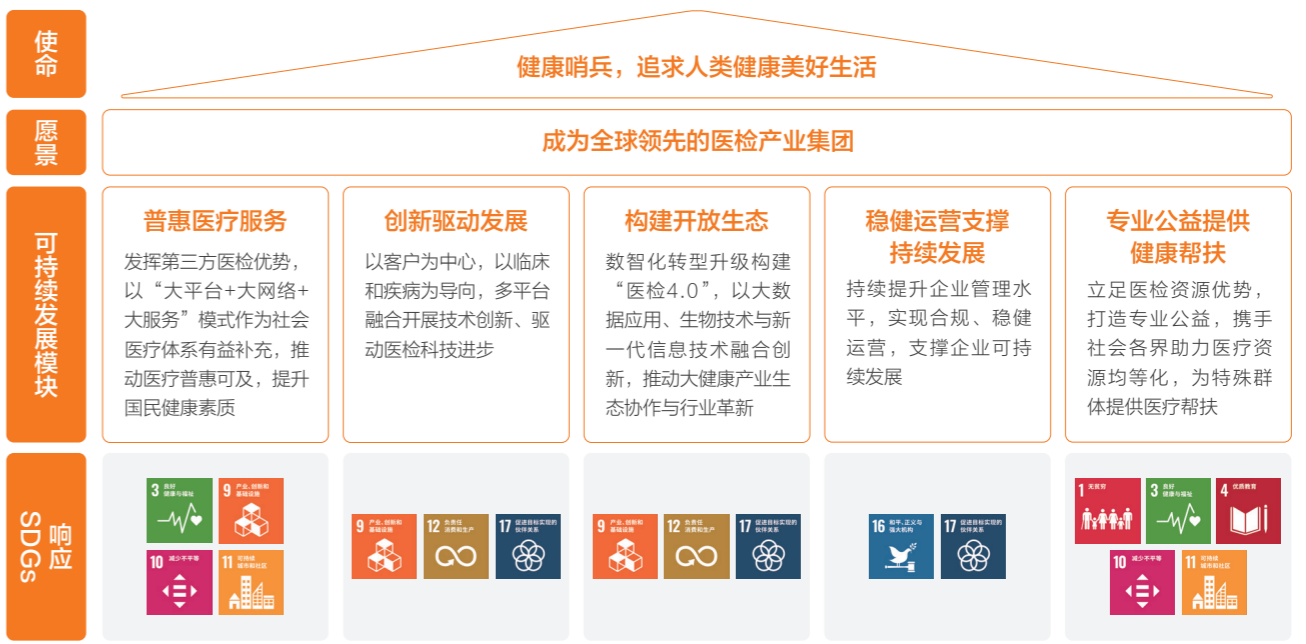 使命
健康哨兵，追求人类健康美好生活
愿景
成为全球领先的医检产业集团
可持续发展模块
普惠医疗服务
发挥第三方医检优势，
以“大平台+大网络+
大服务”模式作为社会
医疗体系有益补充，推
动医疗普惠可及，提升
国民健康素质
创新驱动发展
以客户为中心，以临床
和疾病为导向，多平台
融合开展技术创新、驱
动医检科技进步
构建开放生态
数智化转型升级构建
“医检4.0”，以大数
据应用、生物技术与新
一代信息技术融合创
新，推动大健康产业生
态协作与行业革新
稳健运营支撑
持续发展
持续提升企业管理水
平，实现合规、稳健
运营，支撑企业可持
续发展
专业公益提供
健康帮扶
立足医检资源优势，
打造专业公益，携手
社会各界助力医疗资
源均等化，为特殊群
体提供医疗帮扶
响应
SDGs
3 良好
健康与福祉
9 产业、创新和
基础设施
10 减少不平等
11 可持续
城市和社区
9 产业、创新和
基础设施
12 负责任
消费和生产
17 促进目标实现的
伙伴关系
9 产业、创新和
基础设施
12 负责任
消费和生产
17 促进目标实现的
伙伴关系
16 和平、正义与
强大机构
17 促进目标实现的
伙伴关系
1 无贫穷
3 良好
健康与福祉
4 优质教育
10 减少不平等
11 可持续
城市和社区